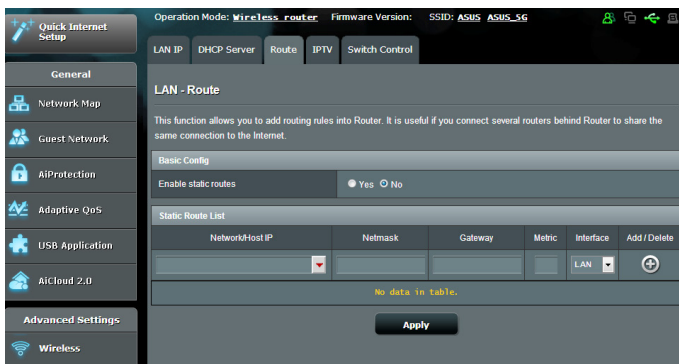 Quick Internet Setup
Operation Mode: Wireless router Firmware Version: SSID: ASUS ASUS_5G
LAN IP DHCP Server Route IPTV Switch Control
General
Network Map
Guest Network
AiProtection
Adaptive QoS
USB Application
AiCloud 2.0
Advanced Settings
Wireless
LAN - Route
This function allows you to add routing rules into Router. It is useful if you connect several routers behind Router to share the
same connection to the Internet.
Basic Config
Enable static routes Yes No
Static Route List
Network/Host IP Netmask Gateway Metric Interface Add / Delete
LAN
No data in table.
Apply